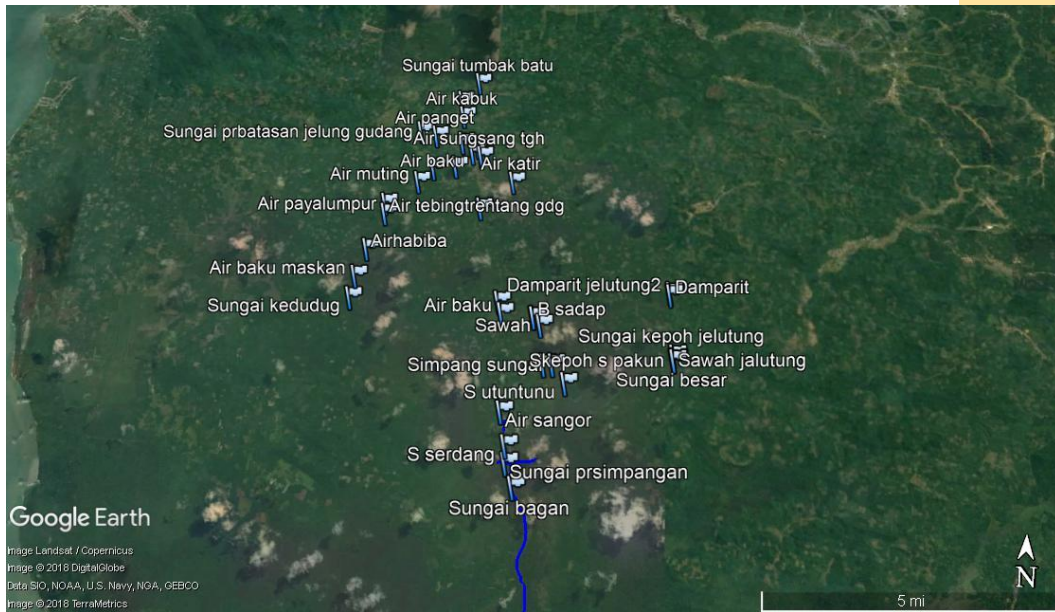 Sungai tumbak batu
Air kabuk
Air panget
Sungai prbatasan jelung gudang
Air sungsang tgh
Air baku
Air katir
Air muting
Air payalumpur
Air tebingtrentang gdg
Airhabiba
Air baku maskan
Sungai kedudug
Damparit jelutung2
Damparit
Air baku
B sadap
Sawah
Sungai kepoh jelutung
Simpang sungai
Skepoh s pakun
Sawah jalutung
Sungai besar
S utuntunu
Air sangor
S serdang
Sungai prsimpangan
Sungai bagan
Google Earth
Image Landsat / Copernicus
Image © 2018 DigitalGlobe
Data SIO, NOAA, U.S. Navy, NGA, GEBCO
Image © 2018 TerraMetrics
N
5 mi